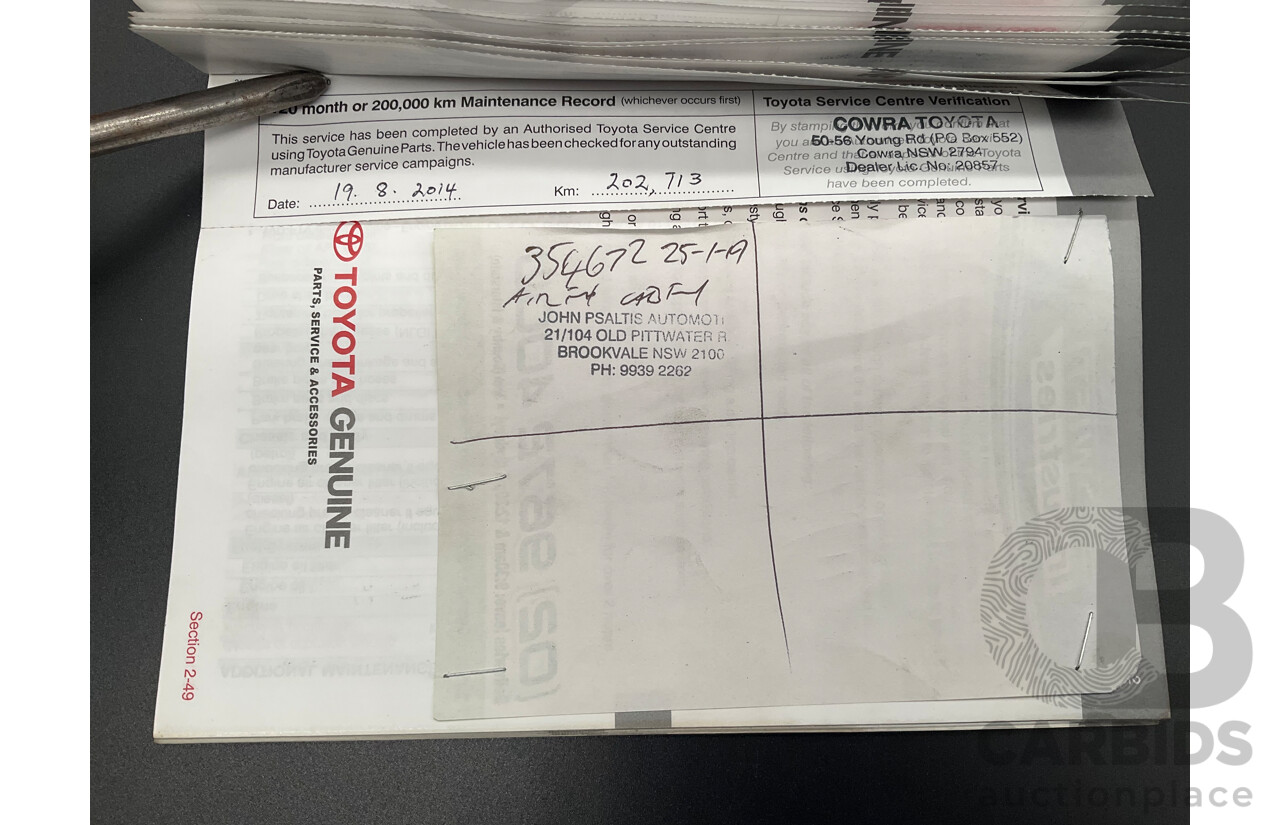 month or 200,000 km Maintenance Record (whichever occurs first)
This service has been completed by an Authorised Toyota Service Centre
using Toyota Genuine Parts. The vehicle has been checked for any outstanding
manufacturer service campaigns.
Date: 19. 8. 2014 Km: 202,713
Toyota Service Centre Verification
COWRA TOYOTA
50-56 Young Rd (PO Box 552)
Cowra NSW 2794
Dealer Lic. No: 20857
have been completed.
TOYOTA GENUINE
PARTS, SERVICE & ACCESSORIES
Section 2-49
354672 25-1-19
JOHN PSALTIS AUTOMOTI
21/104 OLD PITTWATER R
BROOKVALE NSW 2100
PH: 9939 2262
CARBIDS
auctionplace